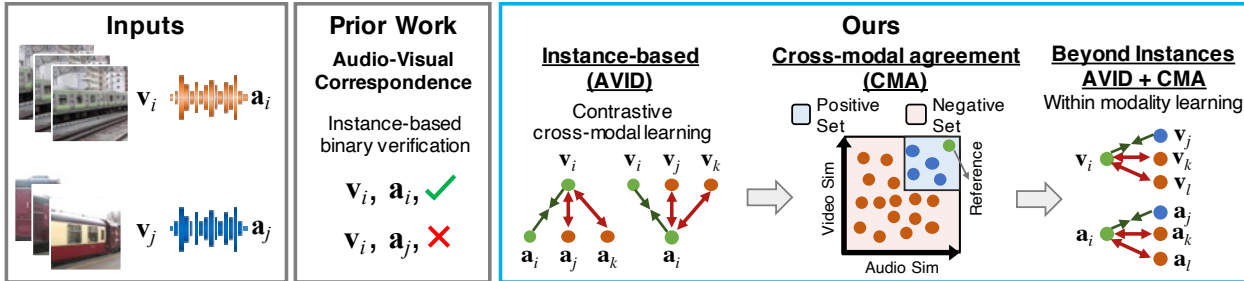 Inputs
v_i
a_i
v_j
a_j
Prior Work
Audio-Visual
Correspondence
Instance-based
binary verification
v_i, a_i, ✓
v_i, a_j, ✗
Ours
Instance-based
(AVID)
Contrastive
cross-modal learning
v_i
a_i a_j a_k
v_i v_j v_k
a_i
Cross-modal agreement
(CMA)
Positive
Set
Negative
Set
Video Sim
Audio Sim
Reference
Beyond Instances
AVID + CMA
Within modality learning
v_i
v_j
v_k
v_l
a_i
a_j
a_k
a_l